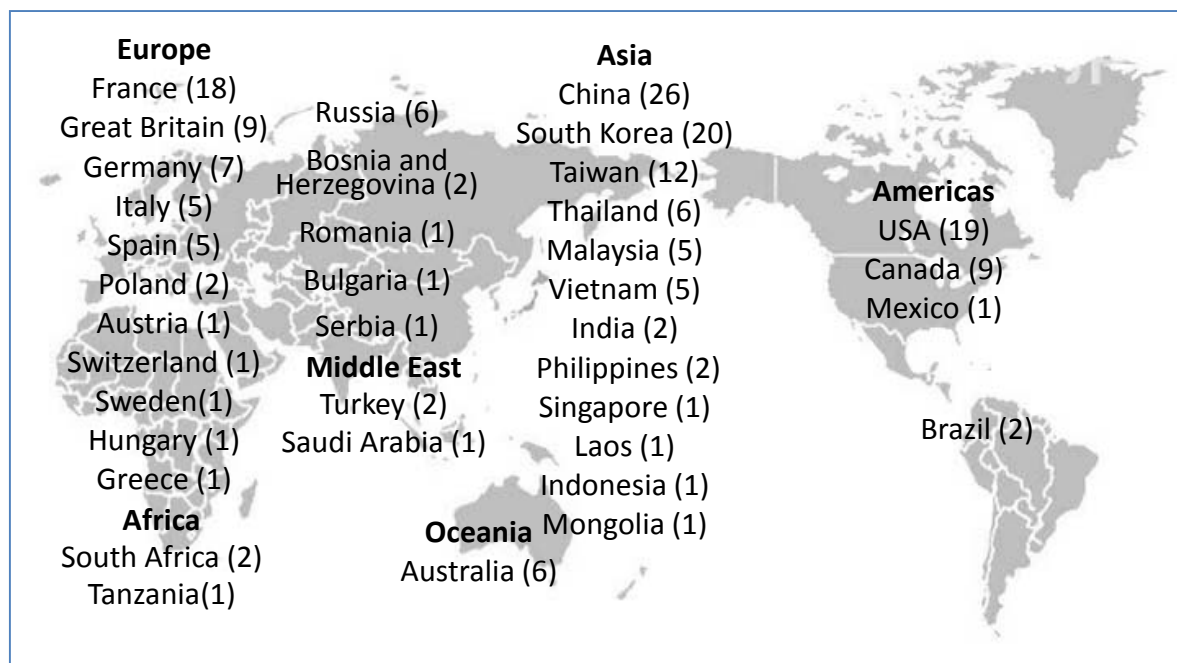 Europe
France (18)
Great Britain (9)
Germany (7)
Italy (5)
Spain (5)
Poland (2)
Austria (1)
Switzerland (1)
Sweden(1)
Hungary (1)
Greece (1)
Africa
South Africa (2)
Tanzania(1)
Russia (6)
Bosnia and
Herzegovina (2)
Romania (1)
Bulgaria (1)
Serbia (1)
Middle East
Turkey (2)
Saudi Arabia (1)
Oceania
Australia (6)
Asia
China (26)
South Korea (20)
Taiwan (12)
Thailand (6)
Malaysia (5)
Vietnam (5)
India (2)
Philippines (2)
Singapore (1)
Laos (1)
Indonesia (1)
Mongolia (1)
Americas
USA (19)
Canada (9)
Mexico (1)
Brazil (2)